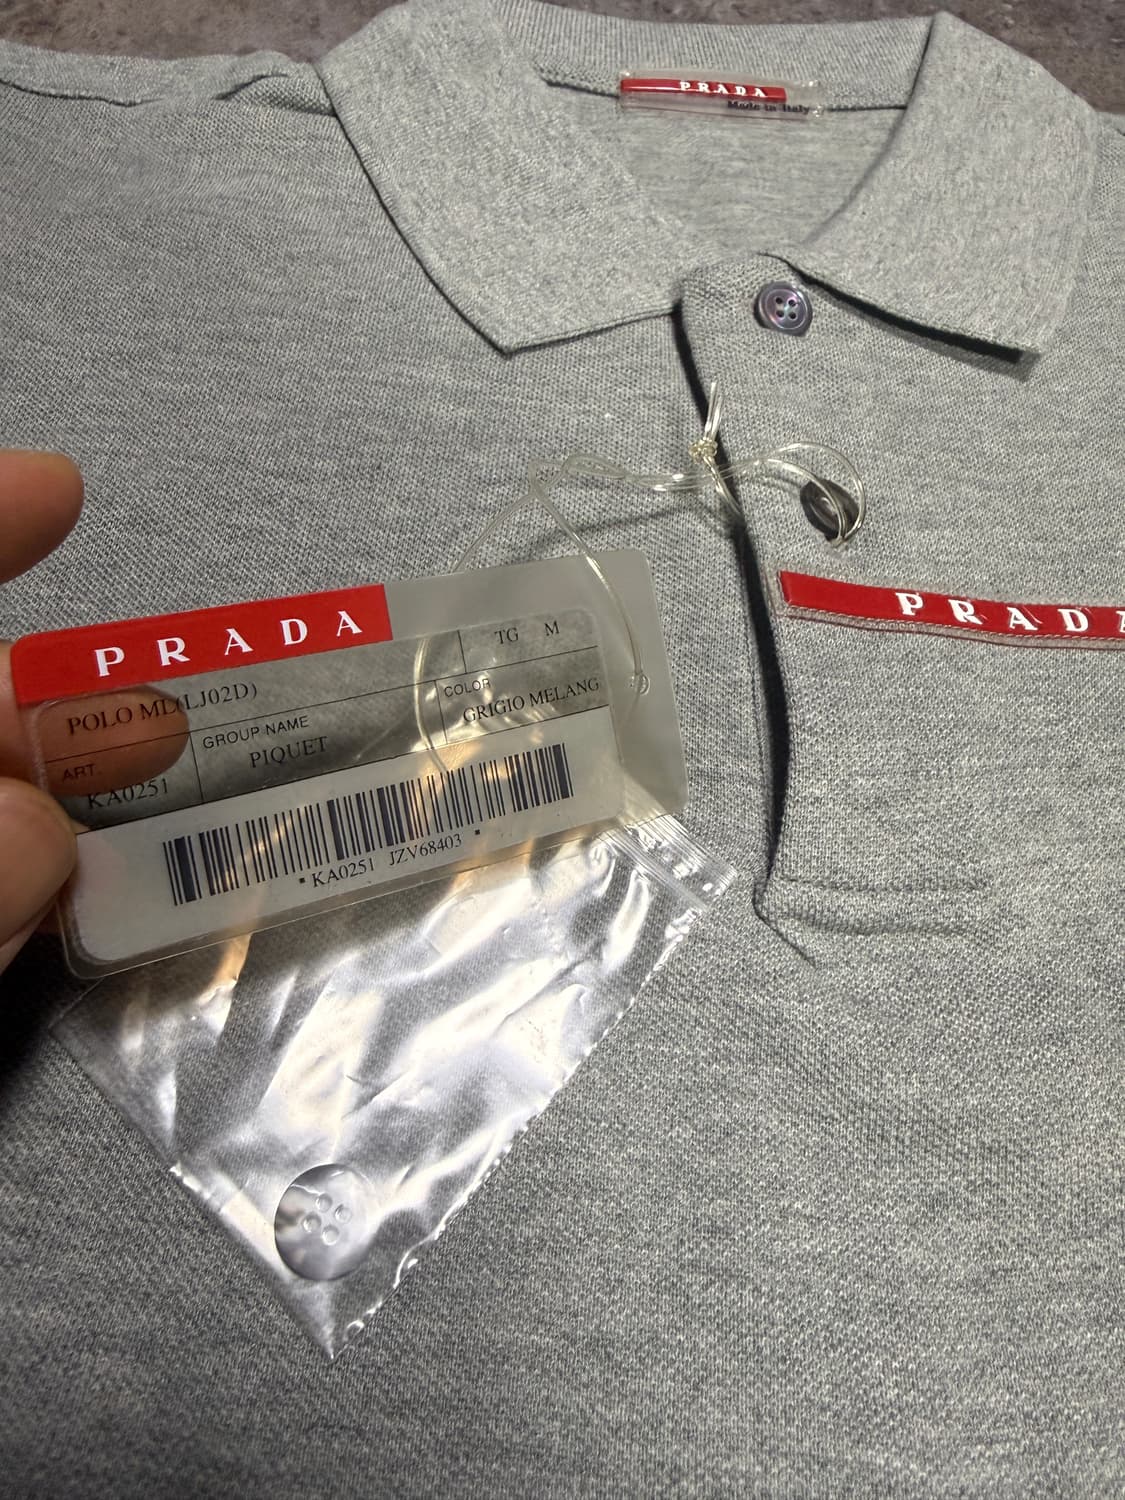 PRADA
Made in Italy
PRADA
PRADA
TG M
POLO ML(LJ02D)
COLOR
GRIGIO MELANG
GROUP NAME
PIQUET
ART.
KA0251
*KA0251 JZV68403 *